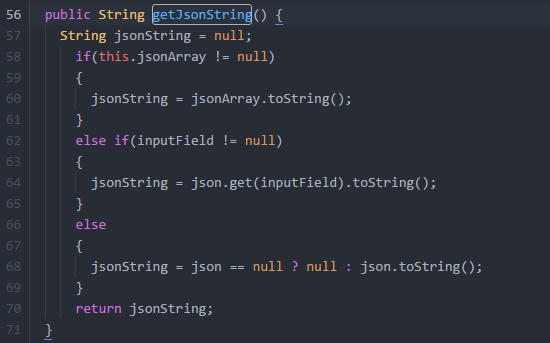 56 public String getJsonString() {
57 String jsonString = null;
58 if(this.jsonArray != null)
59 {
60 jsonString = jsonArray.toString();
61 }
62 else if(inputField != null)
63 {
64 jsonString = json.get(inputField).toString();
65 }
66 else
67 {
68 jsonString = json == null ? null : json.toString();
69 }
70 return jsonString;
71 }